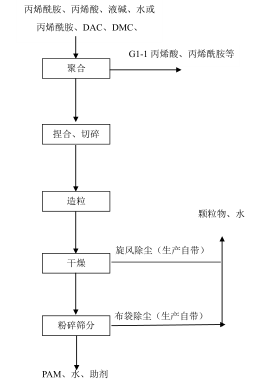 丙烯酰胺、丙烯酸、液碱、水或
丙烯酰胺、DAC、DMC、
G1-1 丙烯酸、丙烯酰胺等
聚合
捏合、切碎
造粒
颗粒物、水
旋风除尘（生产自带）
干燥
布袋除尘（生产自带）
粉碎筛分
PAM、水、助剂